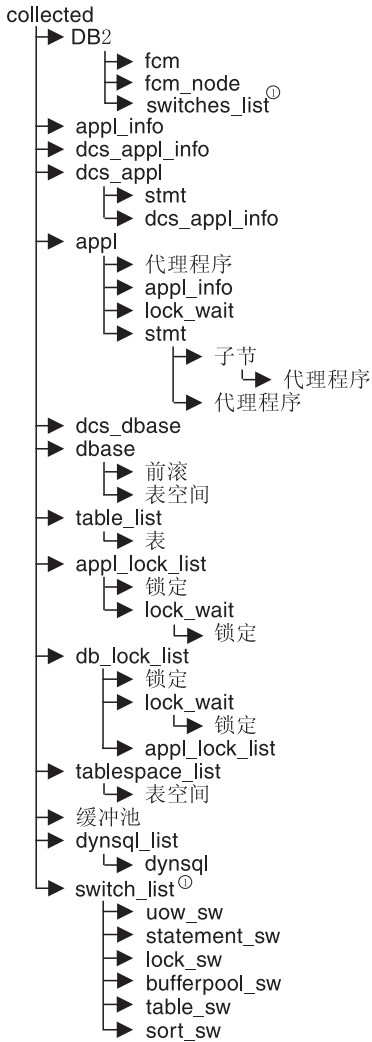 collected
DB2
fcm
fcm_node
switches_list①
appl_info
dcs_appl_info
dcs_appl
stmt
dcs_appl_info
appl
代理程序
appl_info
lock_wait
stmt
子节
代理程序
代理程序
dcs_dbase
dbase
前滚
表空间
table_list
表
appl_lock_list
锁定
lock_wait
锁定
db_lock_list
锁定
lock_wait
锁定
appl_lock_list
tablespace_list
表空间
缓冲池
dynsql_list
dynsql
switch_list①
uow_sw
statement_sw
lock_sw
bufferpool_sw
table_sw
sort_sw